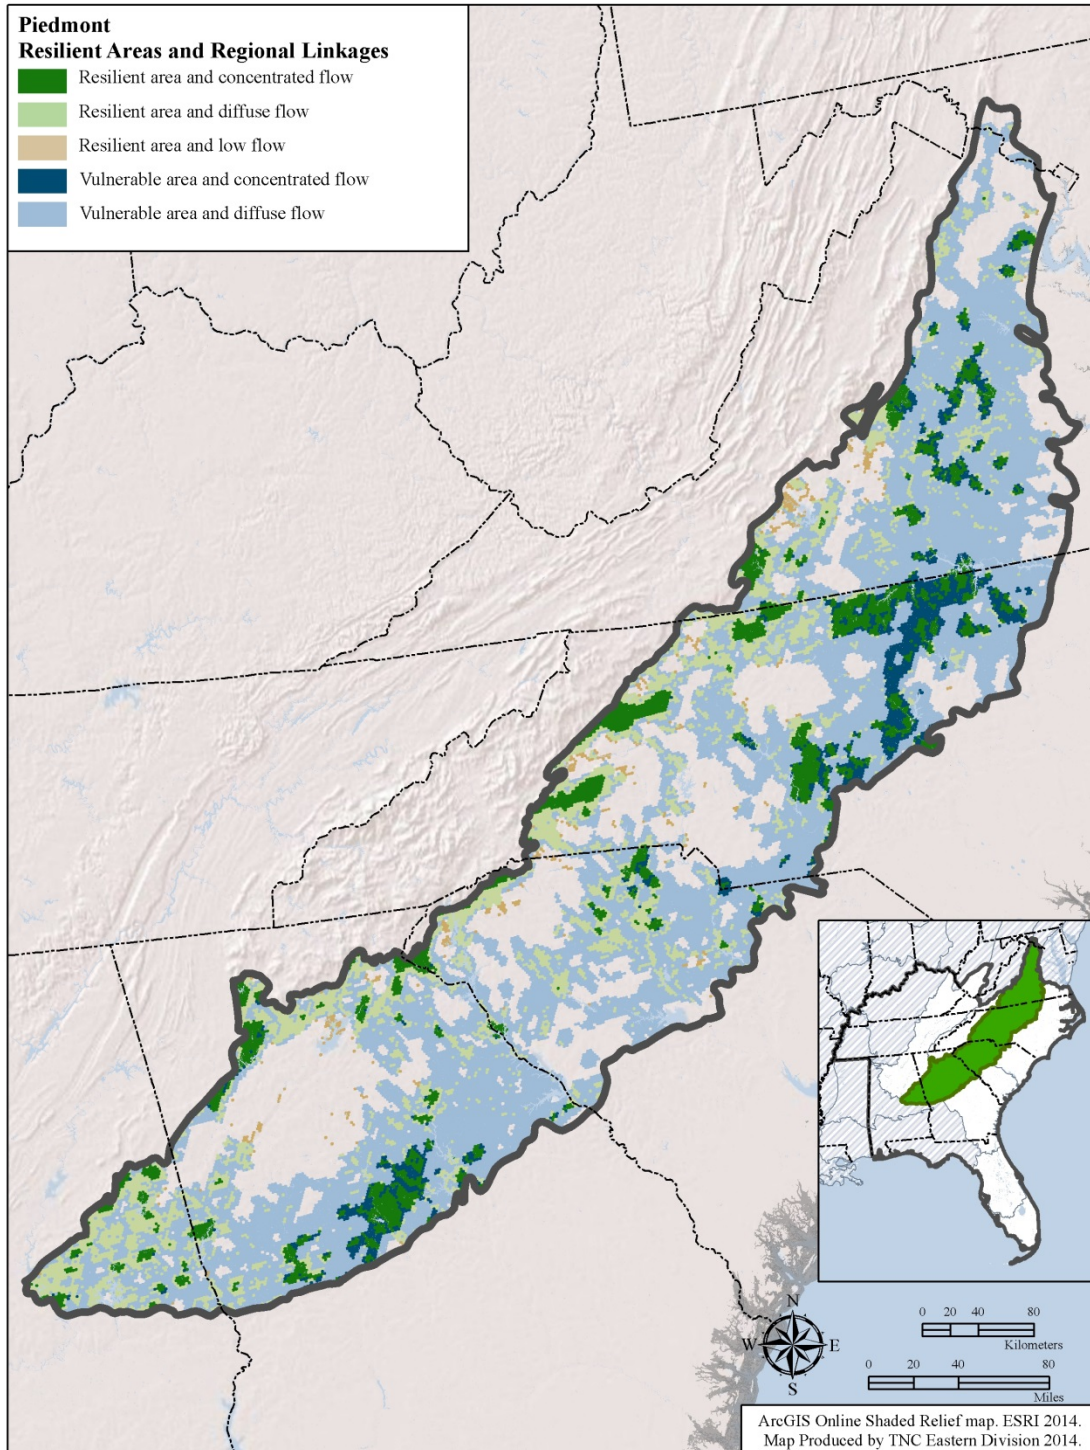 Piedmont
Resilient Areas and Regional Linkages
Resilient area and concentrated flow
Resilient area and diffuse flow
Resilient area and low flow
Vulnerable area and concentrated flow
Vulnerable area and diffuse flow
N
W E
S
0 20 40 80
Kilometers
0 20 40 80
Miles
ArcGIS Online Shaded Relief map. ESRI 2014.
Map Produced by TNC Eastern Division 2014.